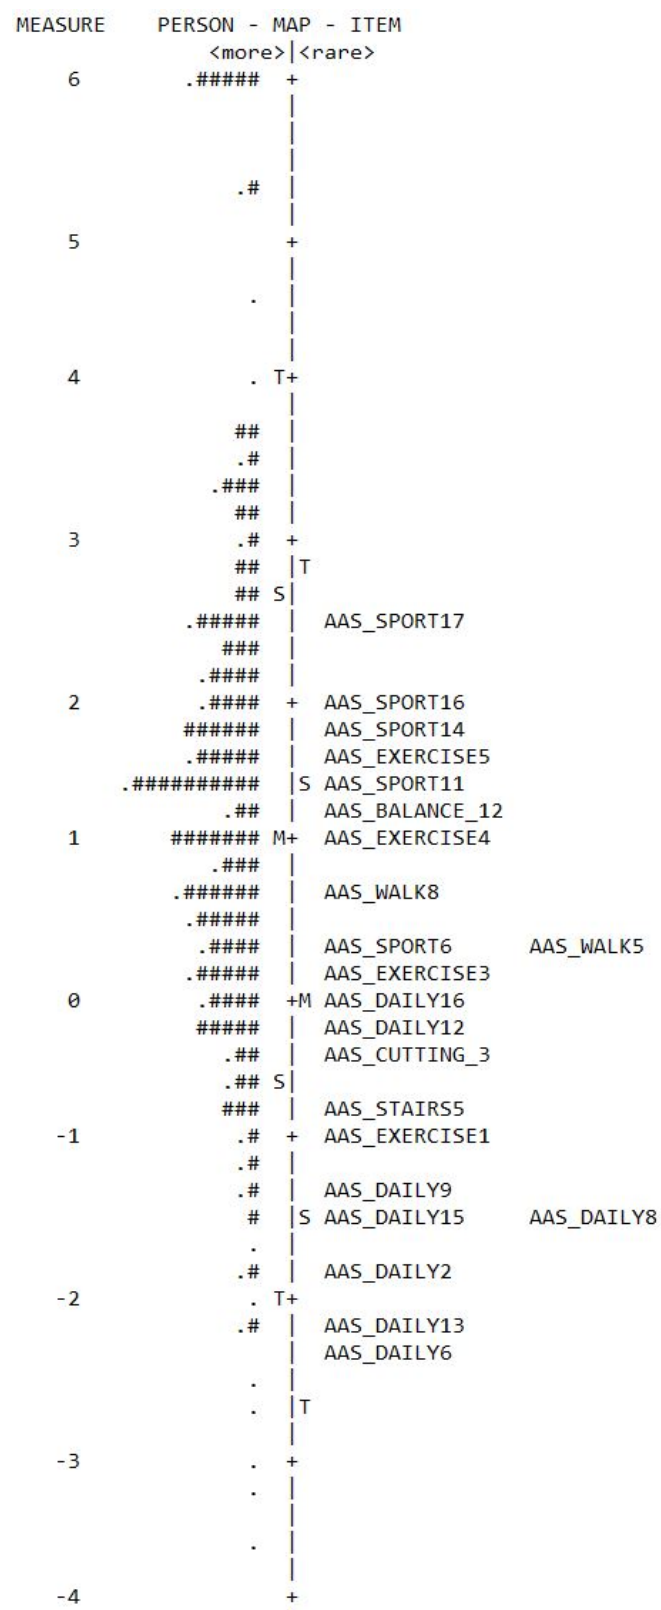 MEASURE    PERSON - MAP - ITEM
               <more>|<rare>
    6         .#####  +
                      |
                      |
                      |
                  .#  |
                      |
    5                 +
                      |
                   .  |
                      |
                      |
    4              . T+
                      |
                  ##  |
                  .#  |
                .###  |
                  ##  |
    3             .#  +
                  ##  |T
                  ## S|
              .#####  |  AAS_SPORT17
                 ###  |
               .####  |
    2          .####  +  AAS_SPORT16
              ######  |  AAS_SPORT14
              .#####  |  AAS_EXERCISE5
         .##########  |S AAS_SPORT11
                 .##  |  AAS_BALANCE_12
    1        ####### M+  AAS_EXERCISE4
                .###  |
             .######  |  AAS_WALK8
              .#####  |
               .####  |  AAS_SPORT6      AAS_WALK5
              .#####  |  AAS_EXERCISE3
    0          .####  +M AAS_DAILY16
               #####  |  AAS_DAILY12
                 .##  |  AAS_CUTTING_3
                 .## S|
                 ###  |  AAS_STAIRS5
   -1             .#  +  AAS_EXERCISE1
                  .#  |
                  .#  |  AAS_DAILY9
                   #  |S AAS_DAILY15     AAS_DAILY8
                   .  |
                  .#  |  AAS_DAILY2
   -2              . T+
                  .#  |  AAS_DAILY13
                      |  AAS_DAILY6
                   .  |
                   .  |T
                      |
   -3              .  +
                   .  |
                      |
                   .  |
                      |
   -4                 +